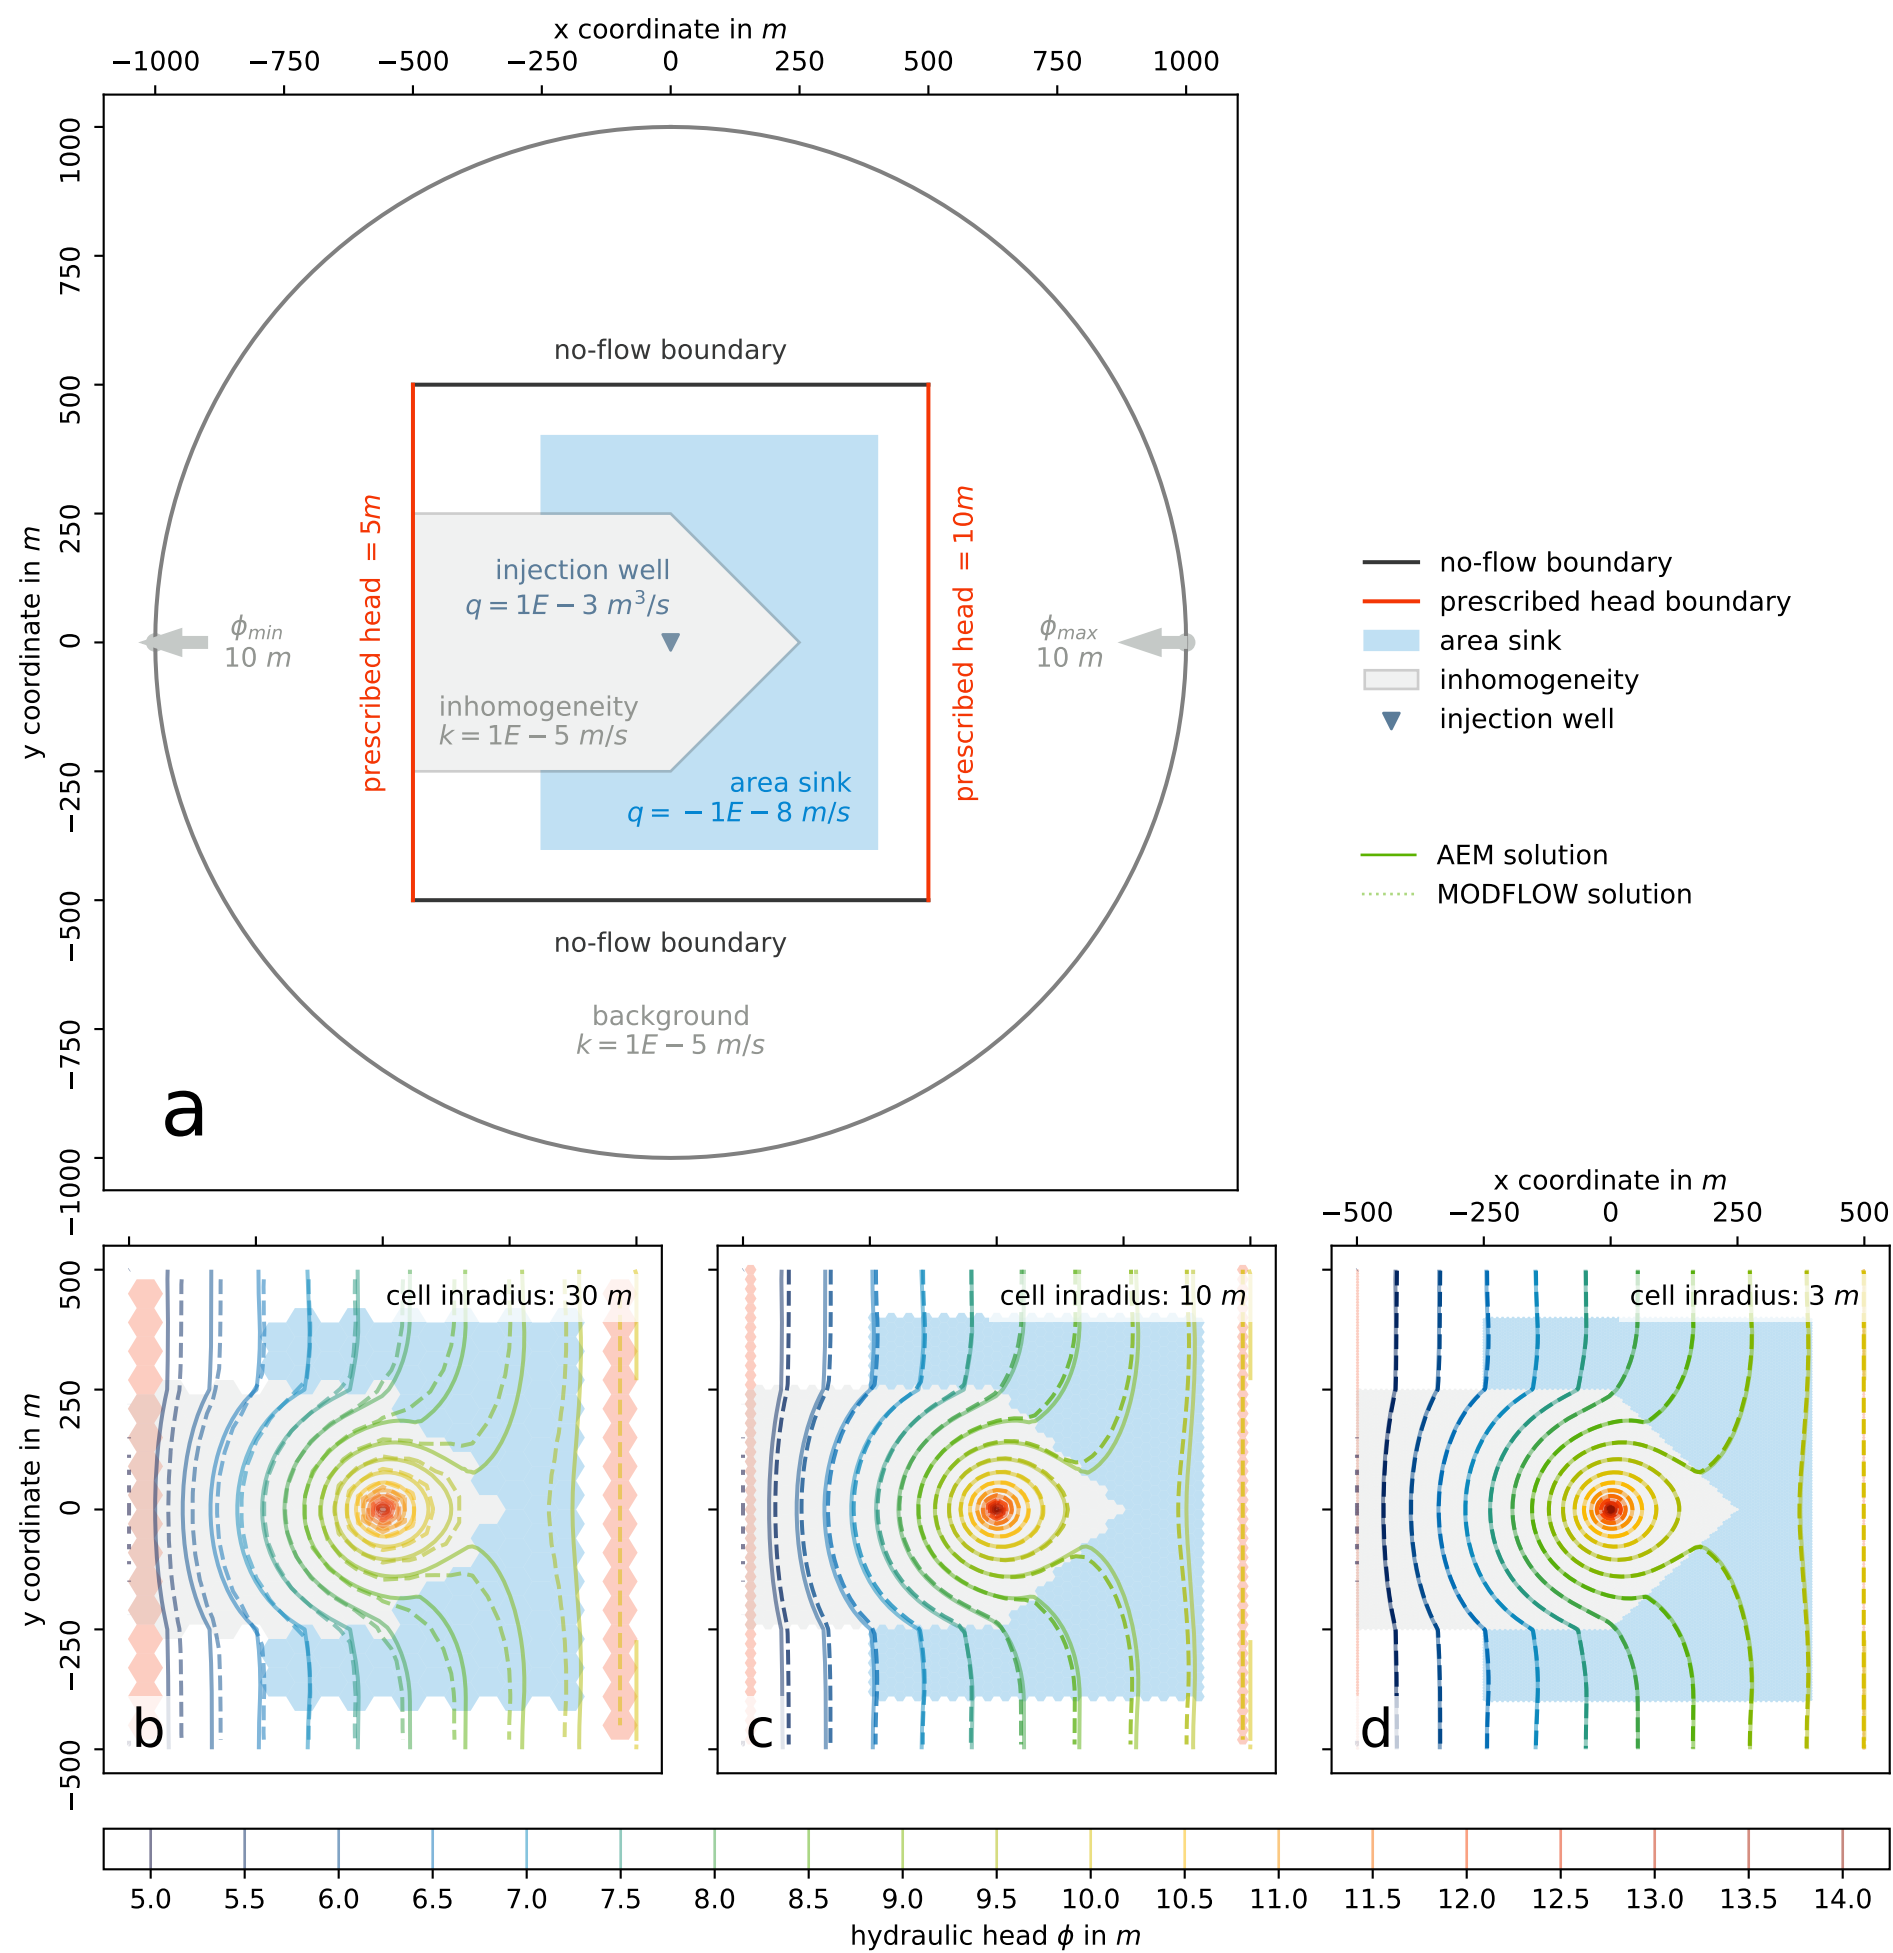 x coordinate in m
−1000 −750 −500 −250 0 250 500 750 1000
y coordinate in m
1000
750
500
250
0
−250
−500
−750
−1000
no-flow boundary
prescribed head = 5m
prescribed head = 10m
injection well
q = 1E − 3 m³/s
ϕmin
10 m
ϕmax
10 m
inhomogeneity
k = 1E − 5 m/s
area sink
q = − 1E − 8 m/s
no-flow boundary
background
k = 1E − 5 m/s
a
no-flow boundary
prescribed head boundary
area sink
inhomogeneity
injection well
AEM solution
MODFLOW solution
x coordinate in m
−500 −250 0 250 500
y coordinate in m
500
250
0
−250
−500
cell inradius: 30 m
b
cell inradius: 10 m
c
cell inradius: 3 m
d
5.0 5.5 6.0 6.5 7.0 7.5 8.0 8.5 9.0 9.5 10.0 10.5 11.0 11.5 12.0 12.5 13.0 13.5 14.0
hydraulic head ϕ in m